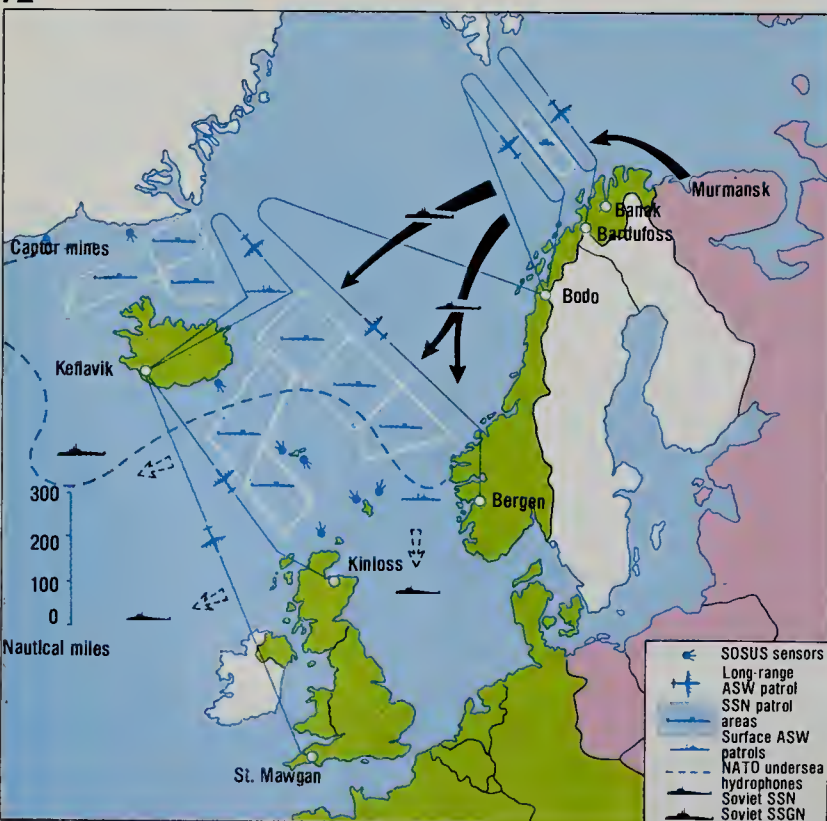 Murmansk
Banak
Bardufoss
Captor mines
Bodo
Keflavik
300
200
100
0
Nautical miles
Bergen
Kinloss
St. Mawgan
SOSUS sensors
Long-range
ASW patrol
SSN patrol
areas
Surface ASW
patrols
NATO undersea
hydrophones
Soviet SSN
Soviet SSGN